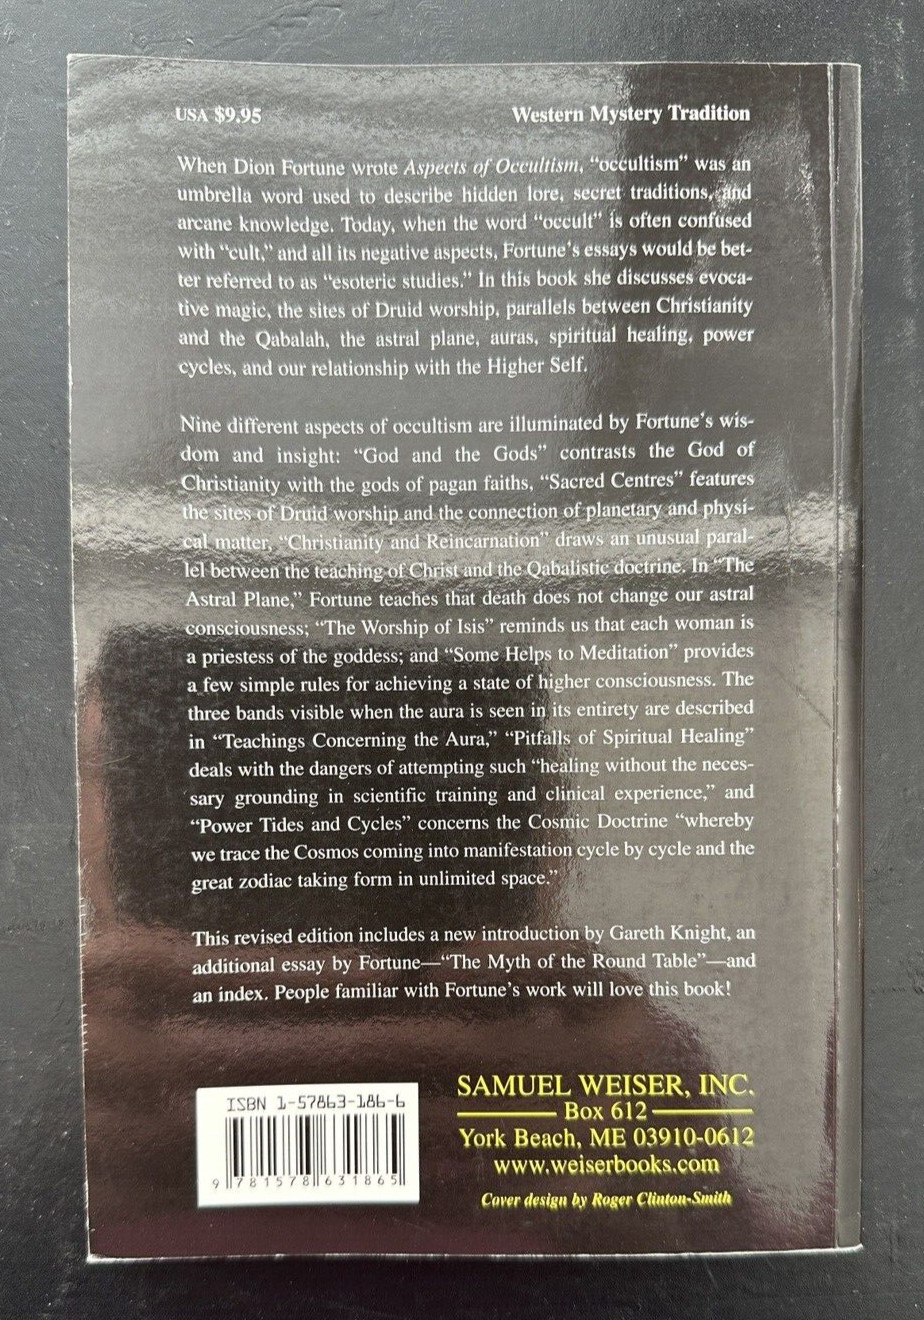 USA $9.95 Western Mystery Tradition
When Dion Fortune wrote Aspects of Occultism, “occultism” was an
umbrella word used to describe hidden lore, secret traditions, and
arcane knowledge. Today, when the word “occult” is often confused
with “cult,” and all its negative aspects, Fortune’s essays would be bet-
ter referred to as “esoteric studies.” In this book she discusses evoca-
tive magic, the sites of Druid worship, parallels between Christianity
and the Qabalah, the astral plane, auras, spiritual healing, power
cycles, and our relationship with the Higher Self.
Nine different aspects of occultism are illuminated by Fortune’s wis-
dom and insight: “God and the Gods” contrasts the God of
Christianity with the gods of pagan faiths, “Sacred Centres” features
the sites of Druid worship and the connection of planetary and physi-
cal matter, “Christianity and Reincarnation” draws an unusual paral-
lel between the teaching of Christ and the Qabalistic doctrine. In “The
Astral Plane,” Fortune teaches that death does not change our astral
consciousness; “The Worship of Isis” reminds us that each woman is
a priestess of the goddess; and “Some Helps to Meditation” provides
a few simple rules for achieving a state of higher consciousness. The
three bands visible when the aura is seen in its entirety are described
in “Teachings Concerning the Aura,” “Pitfalls of Spiritual Healing”
deals with the dangers of attempting such “healing without the neces-
sary grounding in scientific training and clinical experience,” and
“Power Tides and Cycles” concerns the Cosmic Doctrine “whereby
we trace the Cosmos coming into manifestation cycle by cycle and the
great zodiac taking form in unlimited space.”
This revised edition includes a new introduction by Gareth Knight, an
additional essay by Fortune—“The Myth of the Round Table”—and
an index. People familiar with Fortune’s work will love this book!
ISBN 1-57863-186-6
9 781578 631865
SAMUEL WEISER, INC.
Box 612
York Beach, ME 03910-0612
www.weiserbooks.com
Cover design by Roger Clinton-Smith